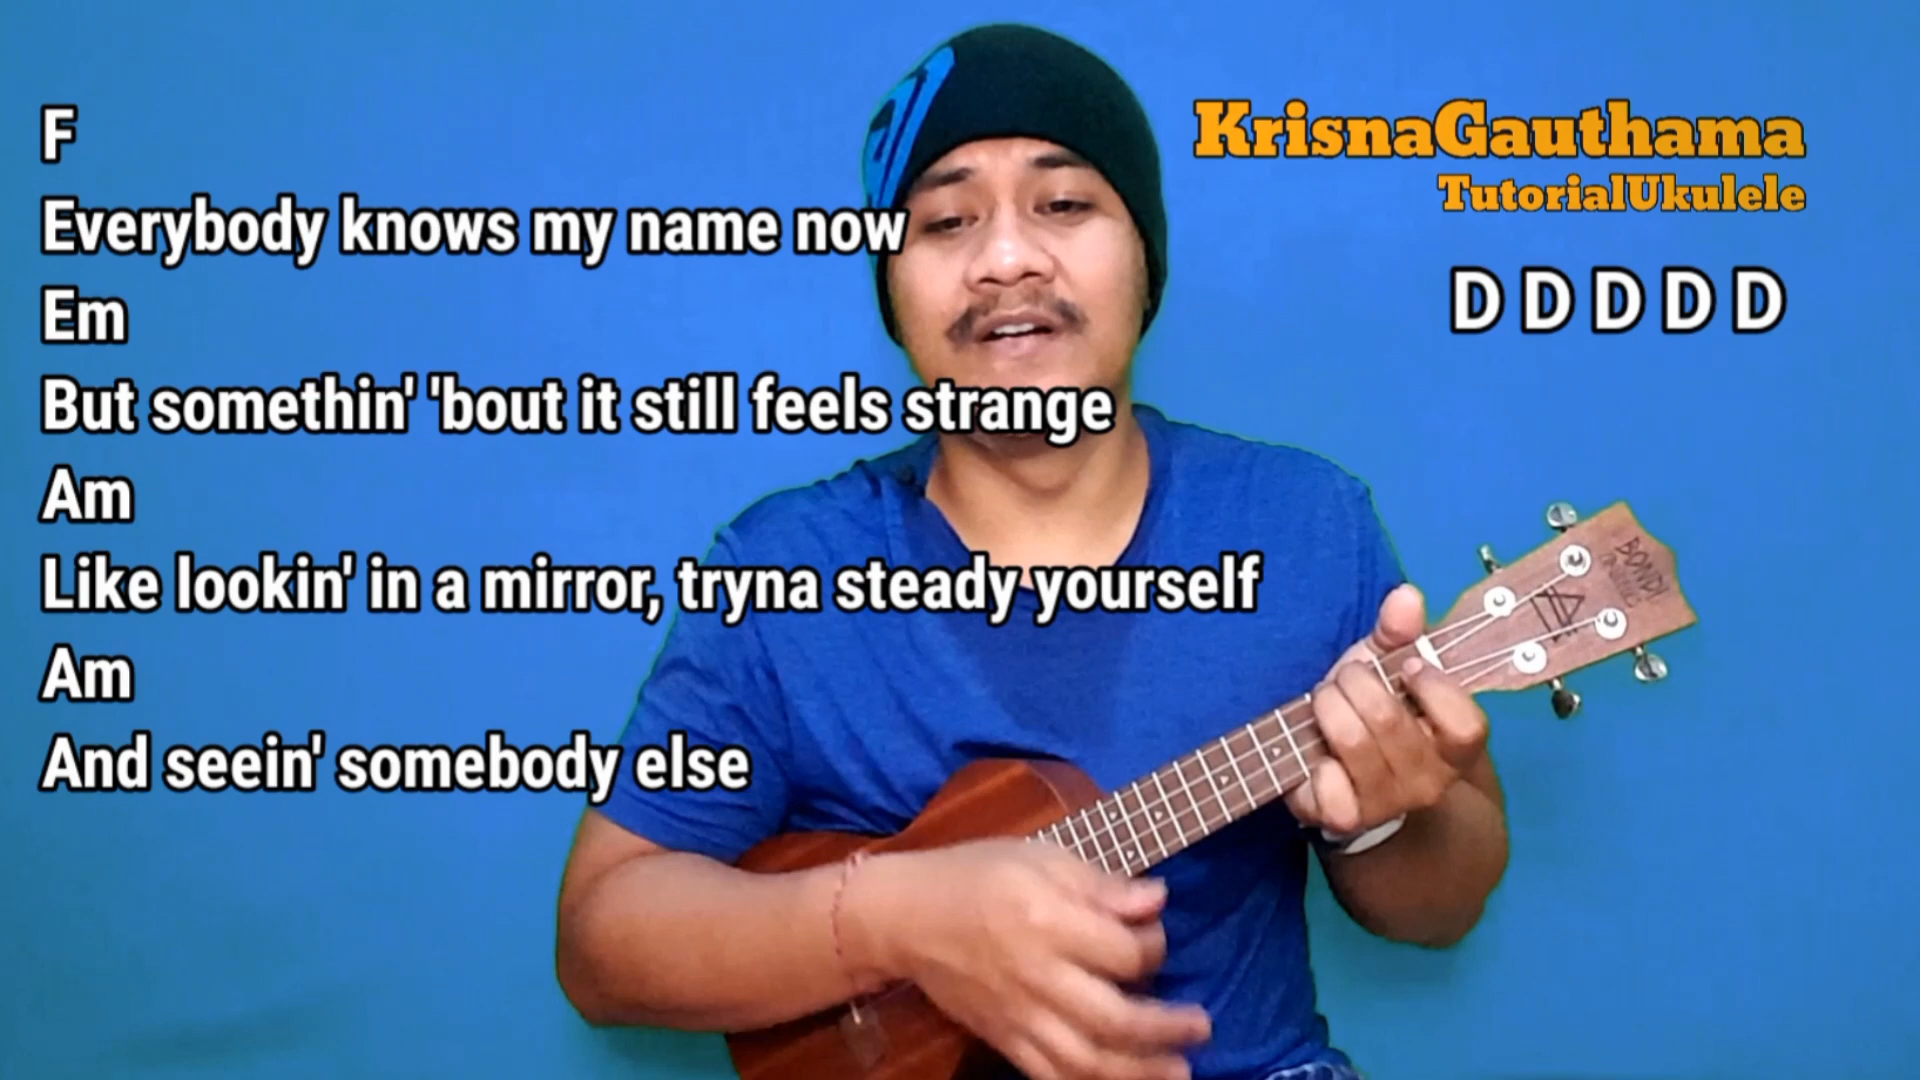 F
Everybody knows my name now
Em
But somethin' 'bout it still feels strange
Am
Like lookin' in a mirror, tryna steady yourself
Am
And seein' somebody else
KrisnaGauthama
TutorialUkulele
D D D D D
BONDI